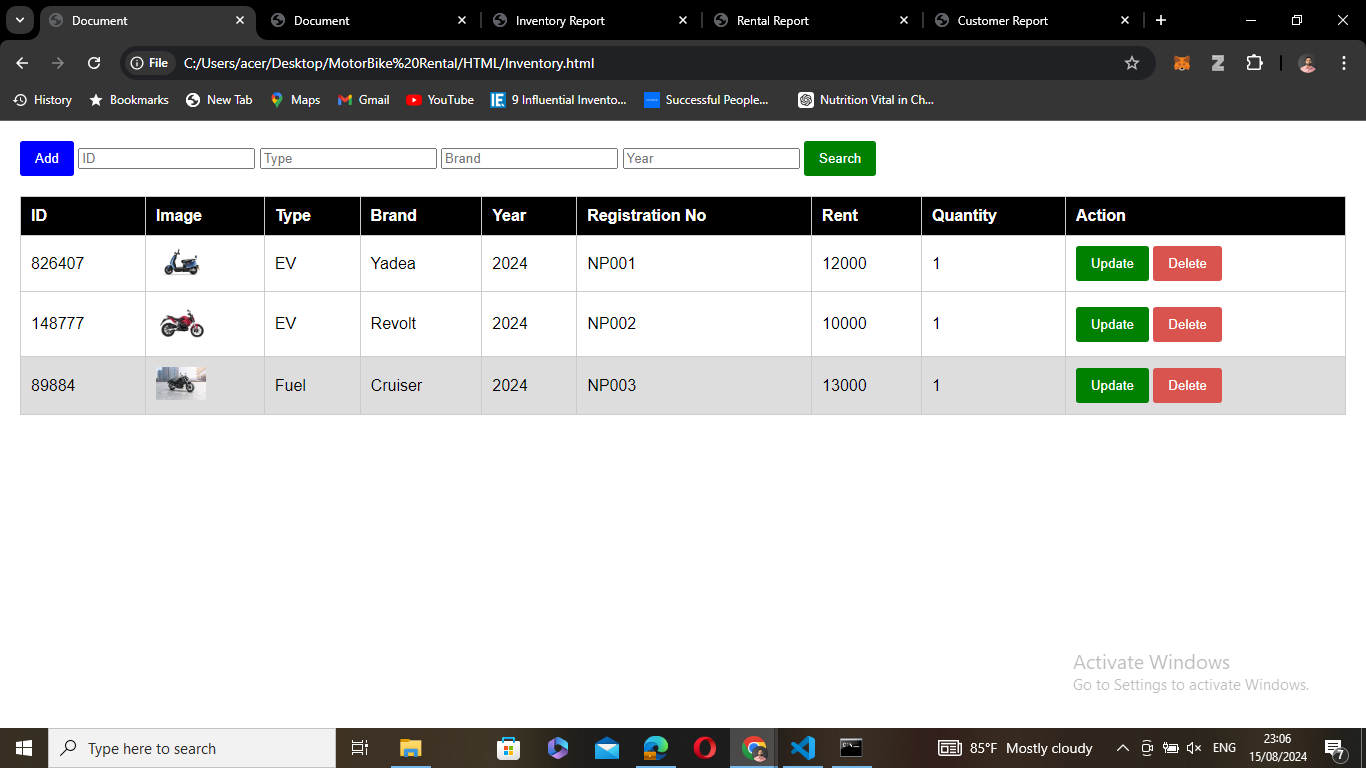 Document Document Inventory Report Rental Report Customer Report
File C:/Users/acer/Desktop/MotorBike%20Rental/HTML/Inventory.html
History Bookmarks New Tab Maps Gmail YouTube IE 9 Influential Invento... Successful People... Nutrition Vital in Ch...
Add ID Type Brand Year Search
ID Image Type Brand Year Registration No Rent Quantity Action
826407 EV Yadea 2024 NP001 12000 1 Update Delete
148777 EV Revolt 2024 NP002 10000 1 Update Delete
89884 Fuel Cruiser 2024 NP003 13000 1 Update Delete
Activate Windows
Go to Settings to activate Windows.
Type here to search 85°F Mostly cloudy ENG 23:06
15/08/2024 7